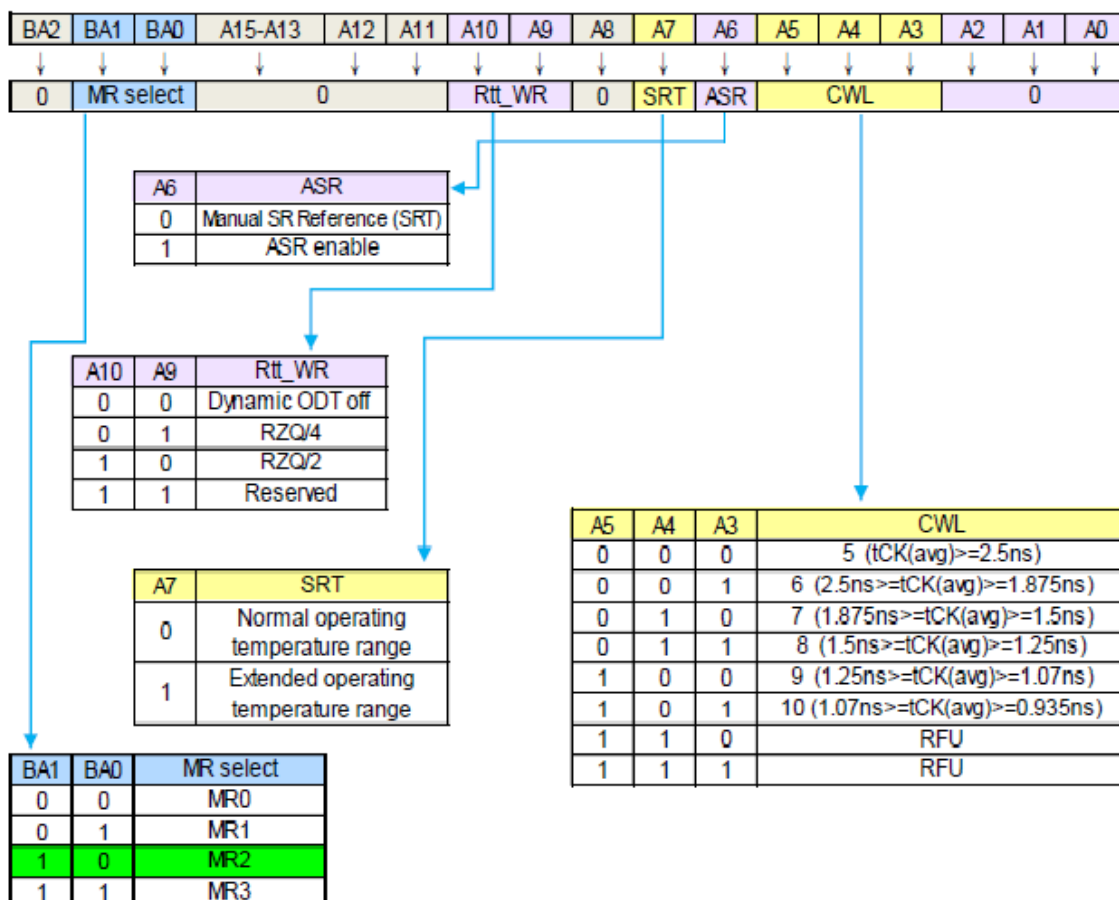 BA2 BA1 BA0 A15-A13 A12 A11 A10 A9 A8 A7 A6 A5 A4 A3 A2 A1 A0
0 MR select 0 Rtt_WR 0 SRT ASR CWL 0
A6 ASR
0 Manual SR Reference (SRT)
1 ASR enable
A10 A9 Rtt_WR
0 0 Dynamic ODT off
0 1 RZQ/4
1 0 RZQ/2
1 1 Reserved
A7 SRT
0 Normal operating
temperature range
1 Extended operating
temperature range
A5 A4 A3 CWL
0 0 0 5 (tCK(avg)>=2.5ns)
0 0 1 6 (2.5ns>=tCK(avg)>=1.875ns)
0 1 0 7 (1.875ns>=tCK(avg)>=1.5ns)
0 1 1 8 (1.5ns>=tCK(avg)>=1.25ns)
1 0 0 9 (1.25ns>=tCK(avg)>=1.07ns)
1 0 1 10 (1.07ns>=tCK(avg)>=0.935ns)
1 1 0 RFU
1 1 1 RFU
BA1 BA0 MR select
0 0 MR0
0 1 MR1
1 0 MR2
1 1 MR3